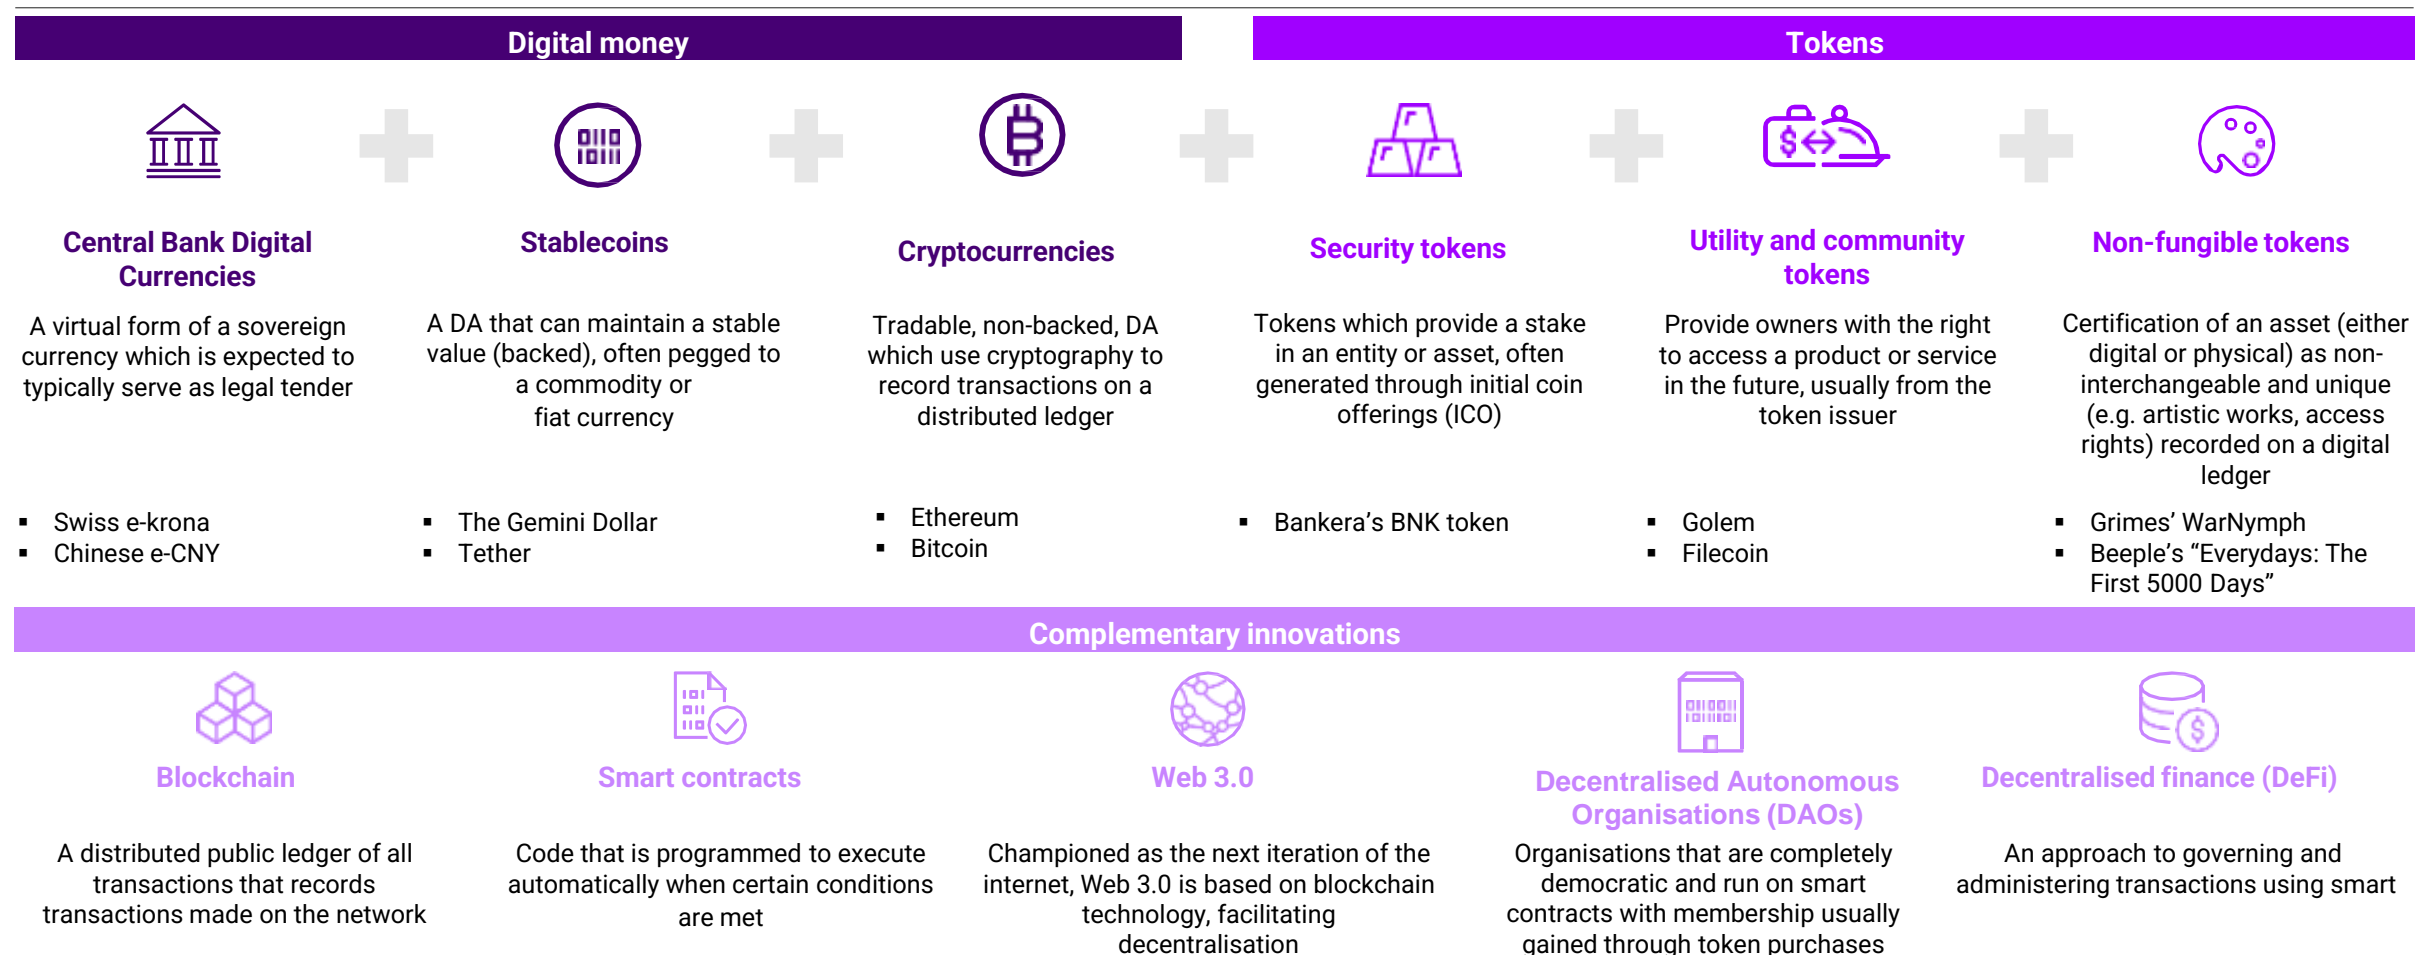 Digital money
Tokens
Central Bank Digital
Currencies
A virtual form of a sovereign
currency which is expected to
typically serve as legal tender
▪ Swiss e-krona
▪ Chinese e-CNY
Stablecoins
A DA that can maintain a stable
value (backed), often pegged to
a commodity or
fiat currency
▪ The Gemini Dollar
▪ Tether
Cryptocurrencies
Tradable, non-backed, DA
which use cryptography to
record transactions on a
distributed ledger
▪ Ethereum
▪ Bitcoin
Security tokens
Tokens which provide a stake
in an entity or asset, often
generated through initial coin
offerings (ICO)
▪ Bankera’s BNK token
Utility and community
tokens
Provide owners with the right
to access a product or service
in the future, usually from the
token issuer
▪ Golem
▪ Filecoin
Non-fungible tokens
Certification of an asset (either
digital or physical) as non-
interchangeable and unique
(e.g. artistic works, access
rights) recorded on a digital
ledger
▪ Grimes’ WarNymph
▪ Beeple’s “Everydays: The
First 5000 Days”
Complementary innovations
Blockchain
A distributed public ledger of all
transactions that records
transactions made on the network
Smart contracts
Code that is programmed to execute
automatically when certain conditions
are met
Web 3.0
Championed as the next iteration of the
internet, Web 3.0 is based on blockchain
technology, facilitating
decentralisation
Decentralised Autonomous
Organisations (DAOs)
Organisations that are completely
democratic and run on smart
contracts with membership usually
gained through token purchases
Decentralised finance (DeFi)
An approach to governing and
administering transactions using smart